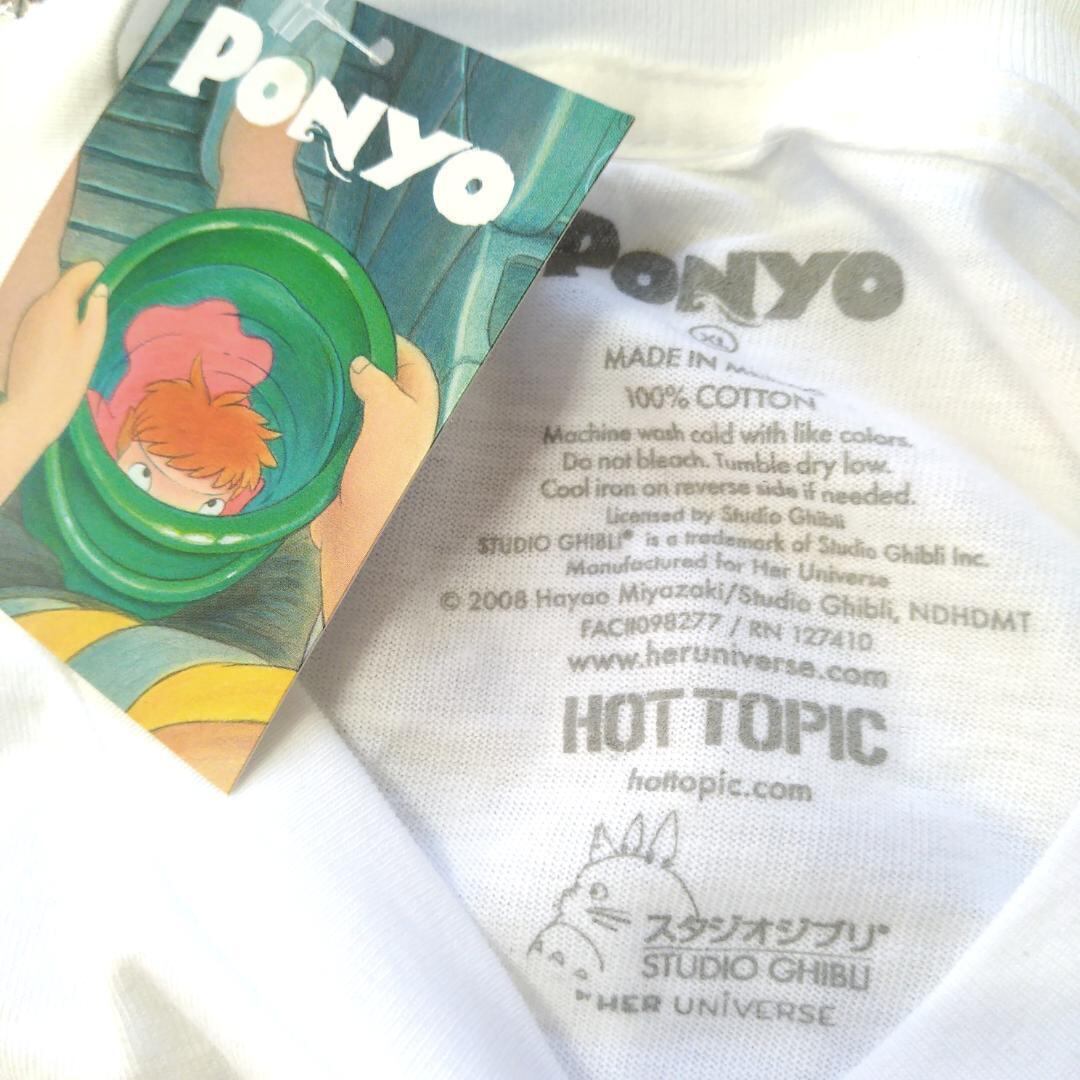 PONYO
PONYO
XL
MADE IN
100% COTTON
Machine wash cold with like colors.
Do not bleach. Tumble dry low.
Cool iron on reverse side if needed.
Licensed by Studio Ghibli
STUDIO GHIBLI® is a trademark of Studio Ghibli Inc.
Manufactured for Her Universe
© 2008 Hayao Miyazaki/Studio Ghibli, NDHDMT
FAC#098277 / RN 127410
www.heruniverse.com
HOT TOPIC
hottopic.com
スタジオジブリ®
STUDIO GHIBLI
BY HER UNIVERSE